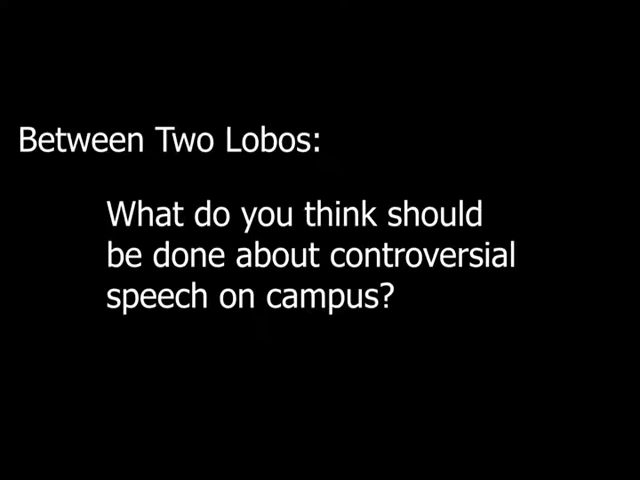 Between Two Lobos:
What do you think should
be done about controversial
speech on campus?